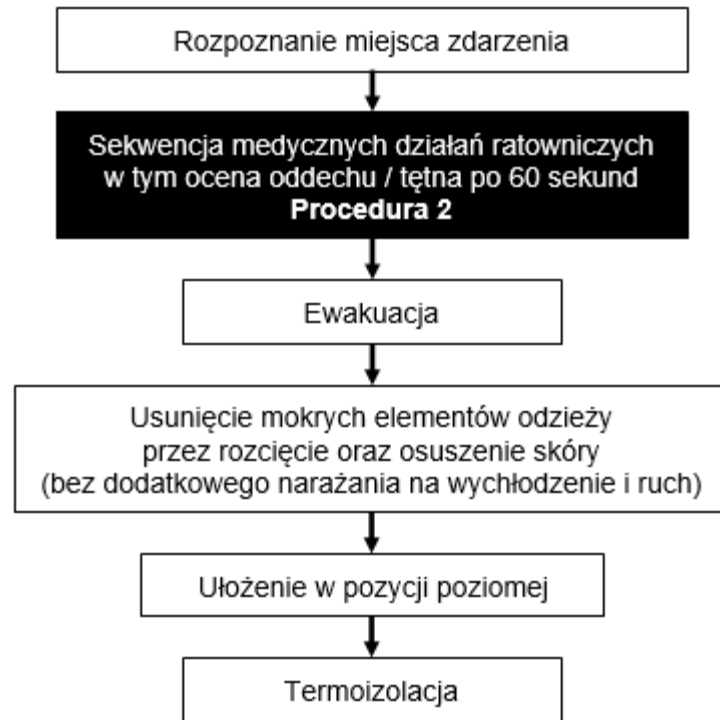 Rozpoznanie miejsca zdarzenia
Sekwencja medycznych działań ratowniczych
w tym ocena oddechu / tętna po 60 sekund
Procedura 2
Ewakuacja
Usunięcie mokrych elementów odzieży
przez rozcięcie oraz osuszenie skóry
(bez dodatkowego narażania na wychłodzenie i ruch)
Ułożenie w pozycji poziomej
Termoizolacja